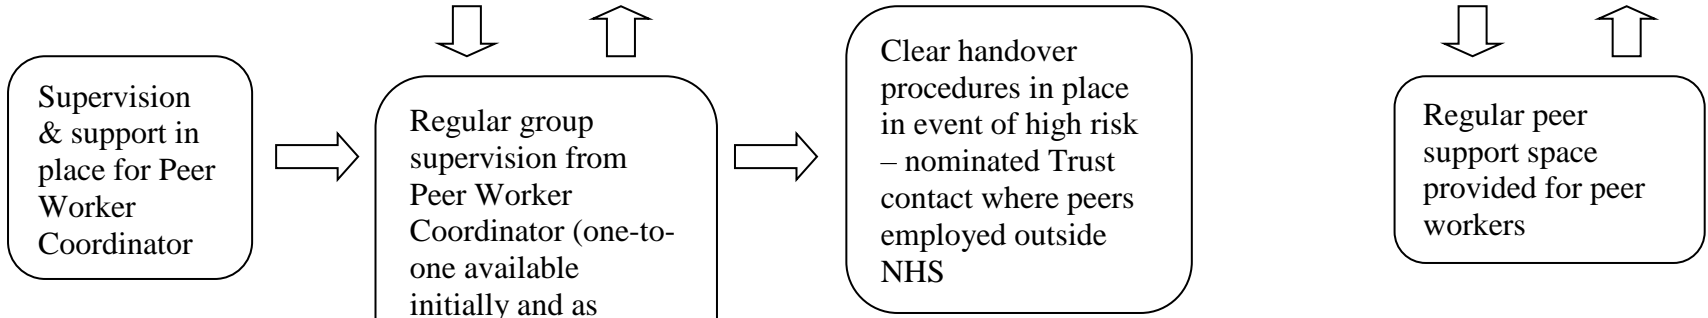 Supervision
& support in
place for Peer
Worker
Coordinator
Regular group
supervision from
Peer Worker
Coordinator (one-to-
one available
initially and as
Clear handover
procedures in place
in event of high risk
– nominated Trust
contact where peers
employed outside
NHS
Regular peer
support space
provided for peer
workers